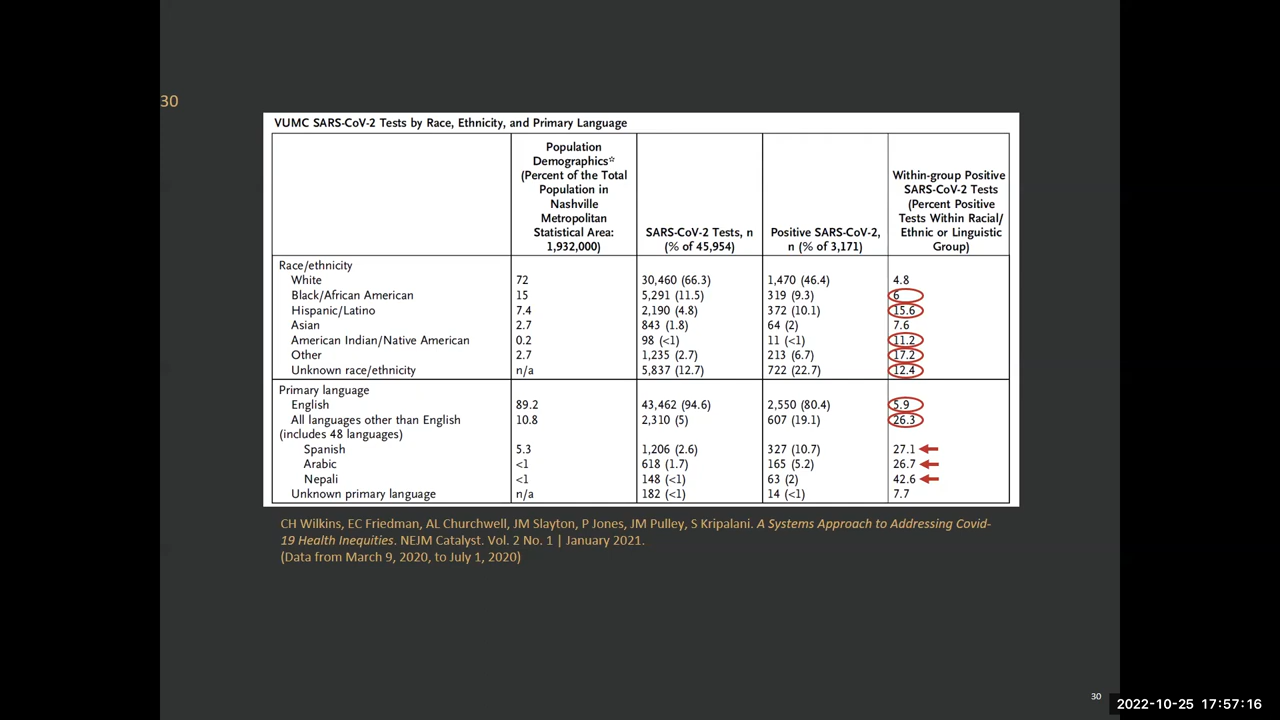 30
VUMC SARS-CoV-2 Tests by Race, Ethnicity, and Primary Language
Population
Demographics☆
(Percent of the Total
Population in
Nashville
Metropolitan
Statistical Area:
1,932,000)
SARS-CoV-2 Tests, n
(% of 45,954)
Positive SARS-CoV-2,
n (% of 3,171)
Within-group Positive
SARS-CoV-2 Tests
(Percent Positive
Tests Within Racial/
Ethnic or Linguistic
Group)
Race/ethnicity
White 72 30,460 (66.3) 1,470 (46.4) 4.8
Black/African American 15 5,291 (11.5) 319 (9.3) 6
Hispanic/Latino 7.4 2,190 (4.8) 372 (10.1) 15.6
Asian 2.7 843 (1.8) 64 (2) 7.6
American Indian/Native American 0.2 98 (<1) 11 (<1) 11.2
Other 2.7 1,235 (2.7) 213 (6.7) 17.2
Unknown race/ethnicity n/a 5,837 (12.7) 722 (22.7) 12.4
Primary language
English 89.2 43,462 (94.6) 2,550 (80.4) 5.9
All languages other than English 10.8 2,310 (5) 607 (19.1) 26.3
(includes 48 languages)
Spanish 5.3 1,206 (2.6) 327 (10.7) 27.1
Arabic <1 618 (1.7) 165 (5.2) 26.7
Nepali <1 148 (<1) 63 (2) 42.6
Unknown primary language n/a 182 (<1) 14 (<1) 7.7
CH Wilkins, EC Friedman, AL Churchwell, JM Slayton, P Jones, JM Pulley, S Kripalani. A Systems Approach to Addressing Covid-
19 Health Inequities. NEJM Catalyst. Vol. 2 No. 1 | January 2021.
(Data from March 9, 2020, to July 1, 2020)
30
2022-10-25 17:57:16